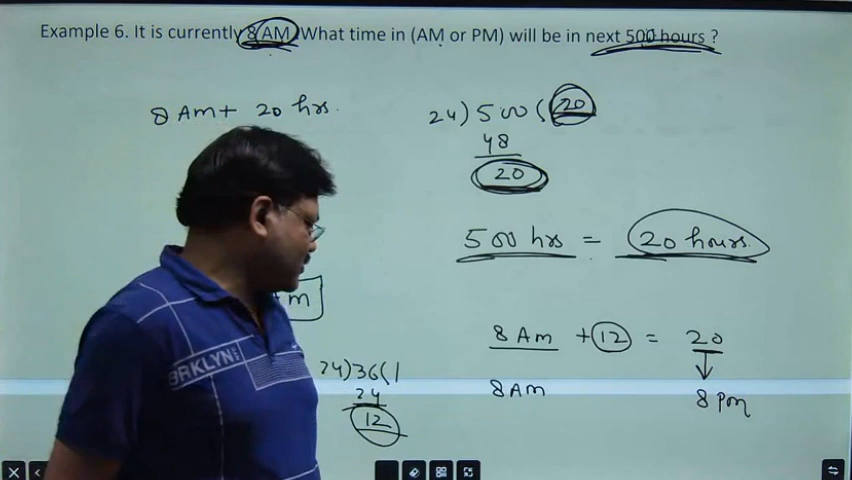 Example 6. It is currently 8 AM. What time in (AM or PM) will be in next 500 hours ?
8 Am + 20 hrs.
24) 500 (20
48
20
500 hrs = 20 hours.
m
8 Am + 12 = 20
8 Am
8 pm
24) 36 ( 1
24
12
BRKLYN